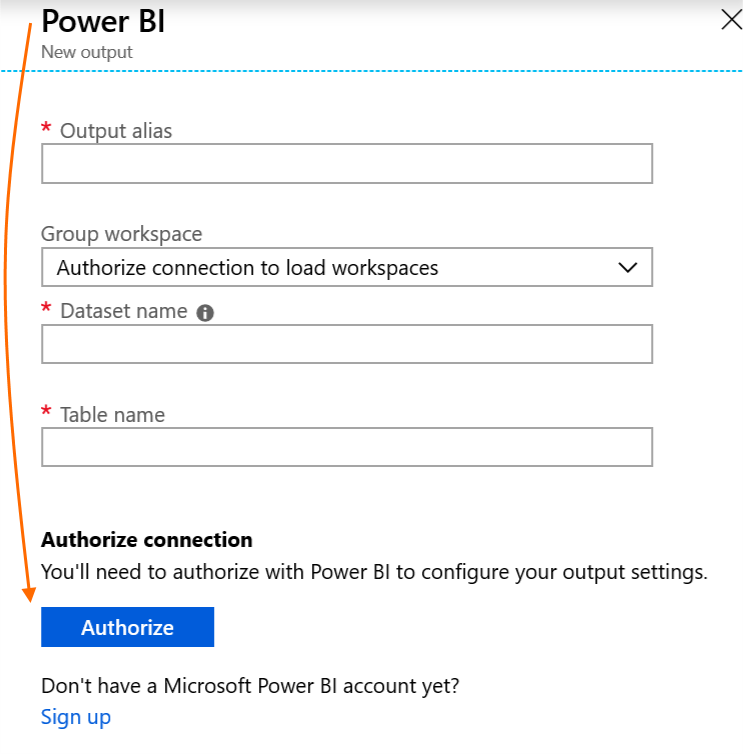 Power BI
New output
* Output alias
Group workspace
Authorize connection to load workspaces
* Dataset name
* Table name
Authorize connection
You'll need to authorize with Power BI to configure your output settings.
Authorize
Don't have a Microsoft Power BI account yet?
Sign up